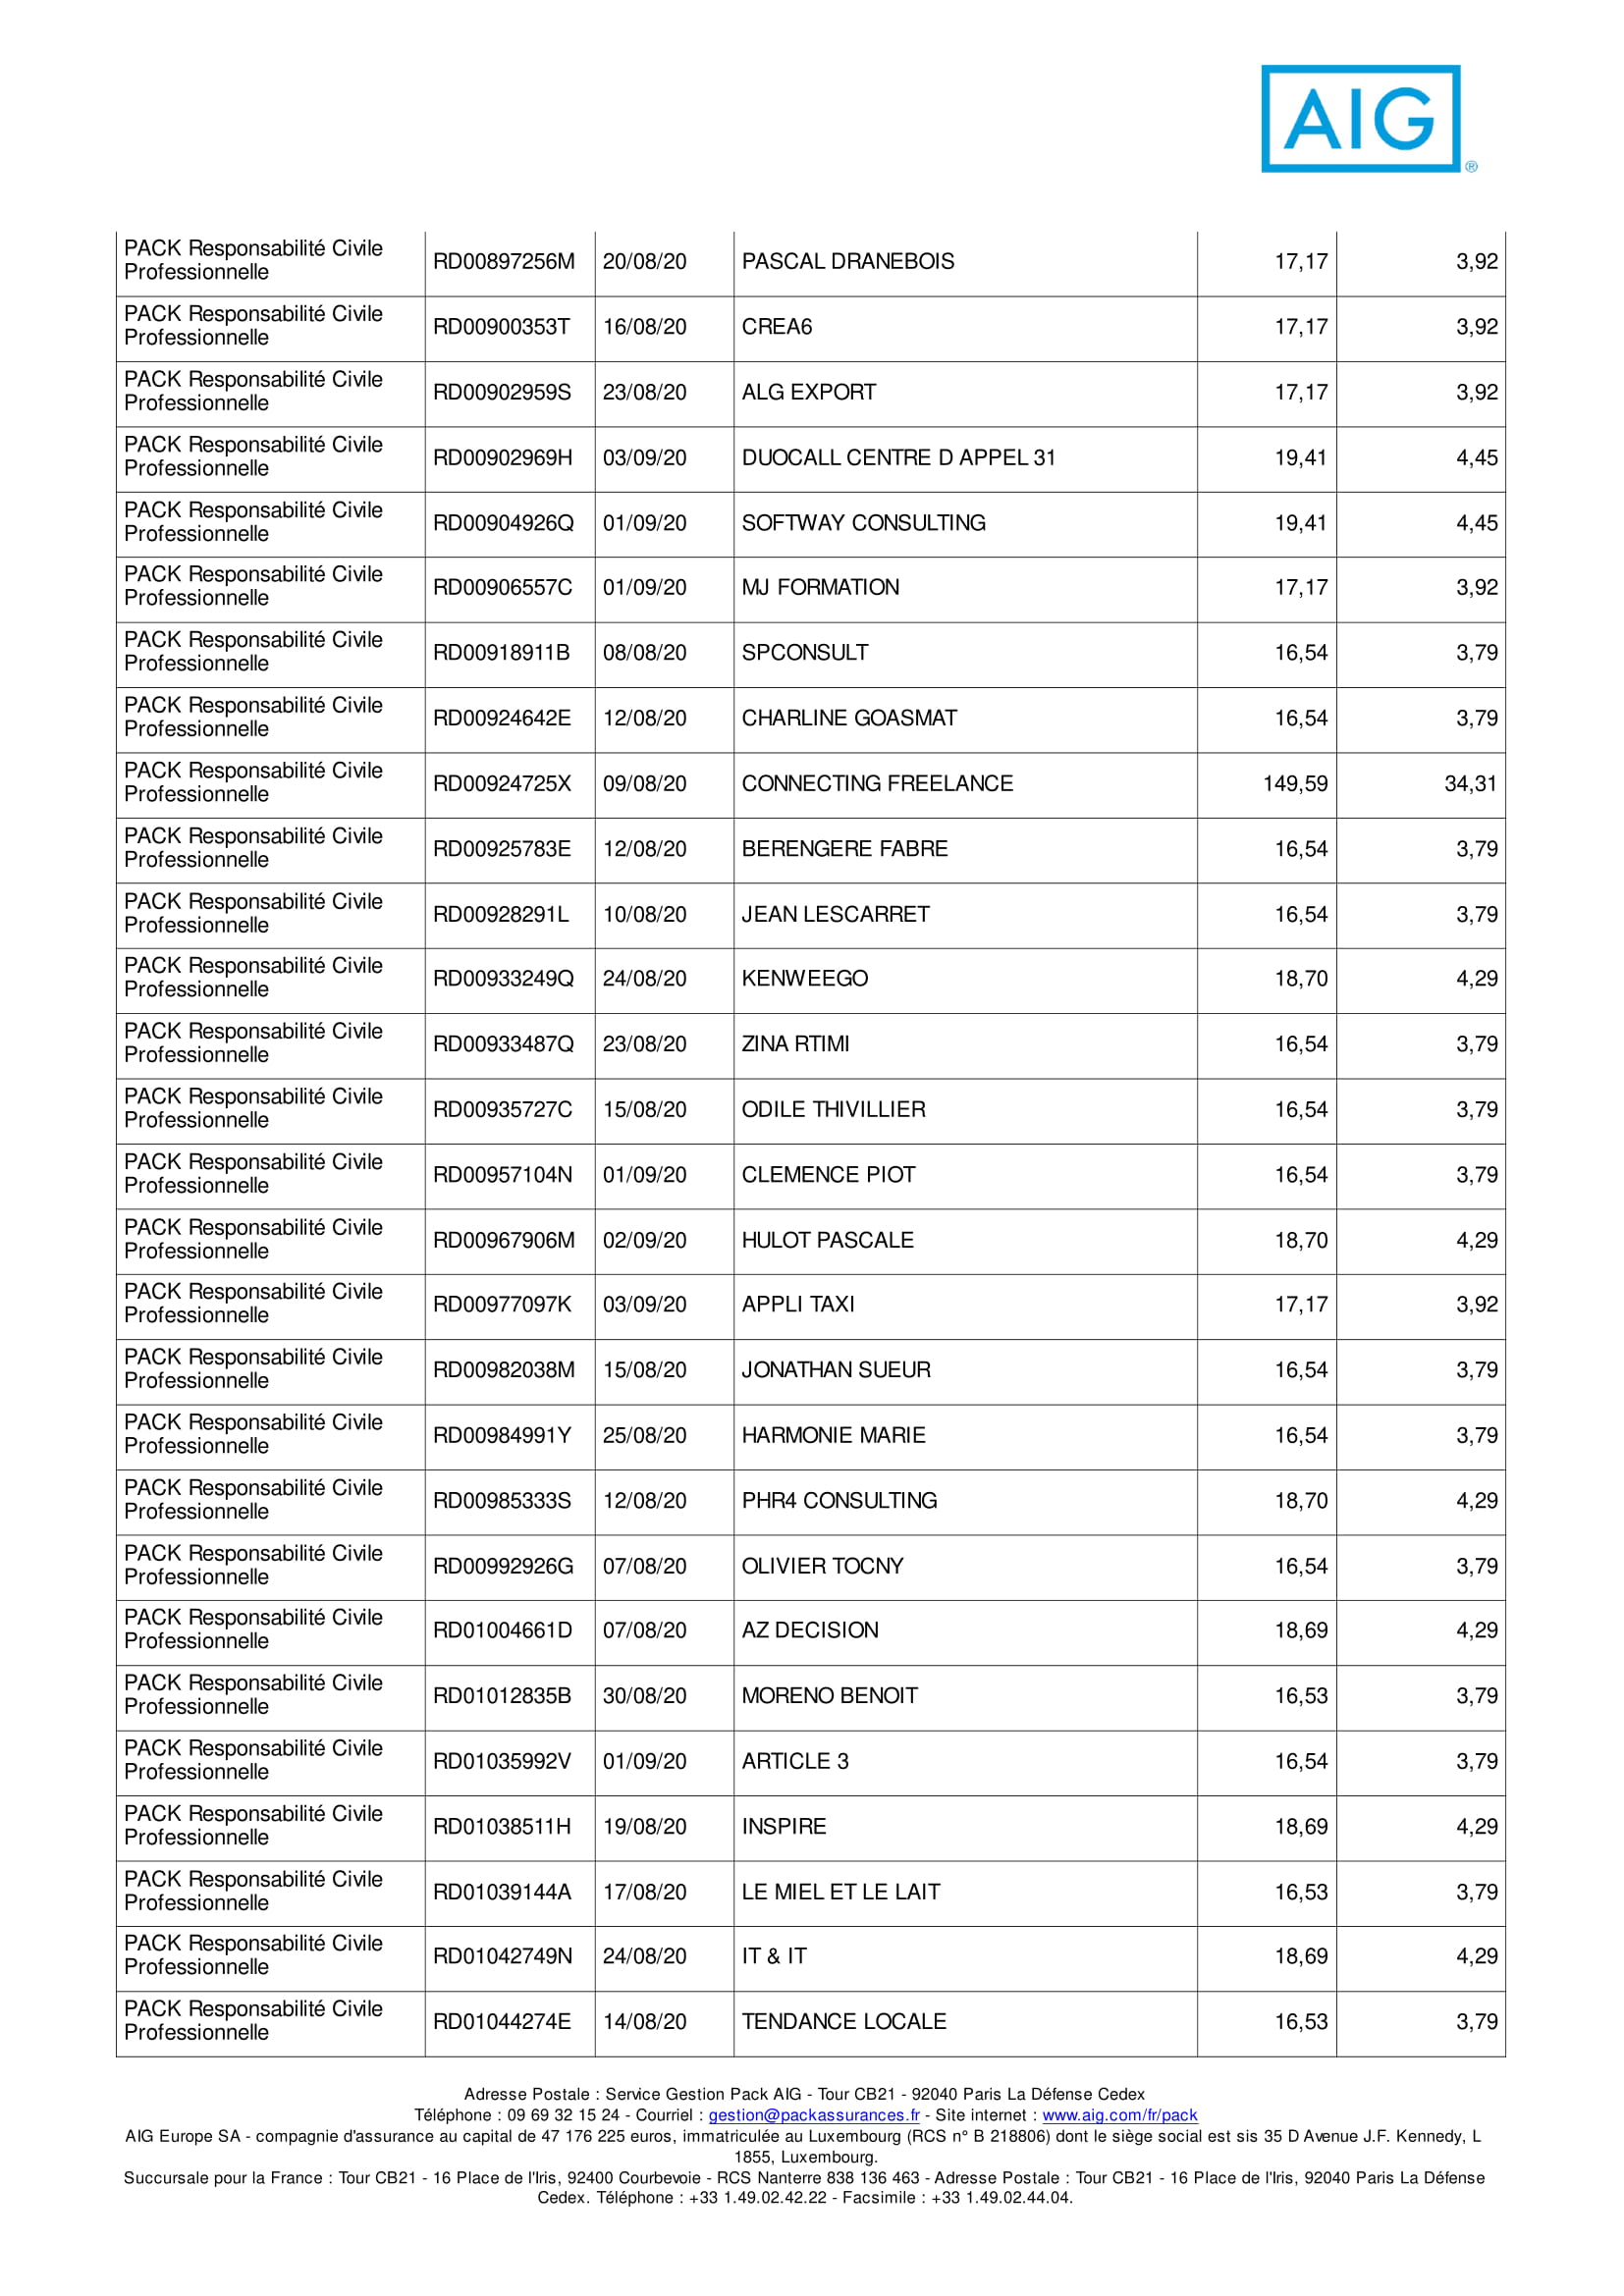 AIG ®
PACK Responsabilité Civile
Professionnelle
RD00897256M 20/08/20 PASCAL DRANEBOIS 17,17 3,92
PACK Responsabilité Civile
Professionnelle
RD00900353T 16/08/20 CREA6 17,17 3,92
PACK Responsabilité Civile
Professionnelle
RD00902959S 23/08/20 ALG EXPORT 17,17 3,92
PACK Responsabilité Civile
Professionnelle
RD00902969H 03/09/20 DUOCALL CENTRE D APPEL 31 19,41 4,45
PACK Responsabilité Civile
Professionnelle
RD00904926Q 01/09/20 SOFTWAY CONSULTING 19,41 4,45
PACK Responsabilité Civile
Professionnelle
RD00906557C 01/09/20 MJ FORMATION 17,17 3,92
PACK Responsabilité Civile
Professionnelle
RD00918911B 08/08/20 SPCONSULT 16,54 3,79
PACK Responsabilité Civile
Professionnelle
RD00924642E 12/08/20 CHARLINE GOASMAT 16,54 3,79
PACK Responsabilité Civile
Professionnelle
RD00924725X 09/08/20 CONNECTING FREELANCE 149,59 34,31
PACK Responsabilité Civile
Professionnelle
RD00925783E 12/08/20 BERENGERE FABRE 16,54 3,79
PACK Responsabilité Civile
Professionnelle
RD00928291L 10/08/20 JEAN LESCARRET 16,54 3,79
PACK Responsabilité Civile
Professionnelle
RD00933249Q 24/08/20 KENWEEGO 18,70 4,29
PACK Responsabilité Civile
Professionnelle
RD00933487Q 23/08/20 ZINA RTIMI 16,54 3,79
PACK Responsabilité Civile
Professionnelle
RD00935727C 15/08/20 ODILE THIVILLIER 16,54 3,79
PACK Responsabilité Civile
Professionnelle
RD00957104N 01/09/20 CLEMENCE PIOT 16,54 3,79
PACK Responsabilité Civile
Professionnelle
RD00967906M 02/09/20 HULOT PASCALE 18,70 4,29
PACK Responsabilité Civile
Professionnelle
RD00977097K 03/09/20 APPLI TAXI 17,17 3,92
PACK Responsabilité Civile
Professionnelle
RD00982038M 15/08/20 JONATHAN SUEUR 16,54 3,79
PACK Responsabilité Civile
Professionnelle
RD00984991Y 25/08/20 HARMONIE MARIE 16,54 3,79
PACK Responsabilité Civile
Professionnelle
RD00985333S 12/08/20 PHR4 CONSULTING 18,70 4,29
PACK Responsabilité Civile
Professionnelle
RD00992926G 07/08/20 OLIVIER TOCNY 16,54 3,79
PACK Responsabilité Civile
Professionnelle
RD01004661D 07/08/20 AZ DECISION 18,69 4,29
PACK Responsabilité Civile
Professionnelle
RD01012835B 30/08/20 MORENO BENOIT 16,53 3,79
PACK Responsabilité Civile
Professionnelle
RD01035992V 01/09/20 ARTICLE 3 16,54 3,79
PACK Responsabilité Civile
Professionnelle
RD01038511H 19/08/20 INSPIRE 18,69 4,29
PACK Responsabilité Civile
Professionnelle
RD01039144A 17/08/20 LE MIEL ET LE LAIT 16,53 3,79
PACK Responsabilité Civile
Professionnelle
RD01042749N 24/08/20 IT & IT 18,69 4,29
PACK Responsabilité Civile
Professionnelle
RD01044274E 14/08/20 TENDANCE LOCALE 16,53 3,79
Adresse Postale : Service Gestion Pack AIG - Tour CB21 - 92040 Paris La Défense Cedex
Téléphone : 09 69 32 15 24 - Courriel : gestion@packassurances.fr - Site internet : www.aig.com/fr/pack
AIG Europe SA - compagnie d'assurance au capital de 47 176 225 euros, immatriculée au Luxembourg (RCS n° B 218806) dont le siège social est sis 35 D Avenue J.F. Kennedy, L
1855, Luxembourg.
Succursale pour la France : Tour CB21 - 16 Place de l'Iris, 92400 Courbevoie - RCS Nanterre 838 136 463 - Adresse Postale : Tour CB21 - 16 Place de l'Iris, 92040 Paris La Défense
Cedex. Téléphone : +33 1.49.02.42.22 - Facsimile : +33 1.49.02.44.04.